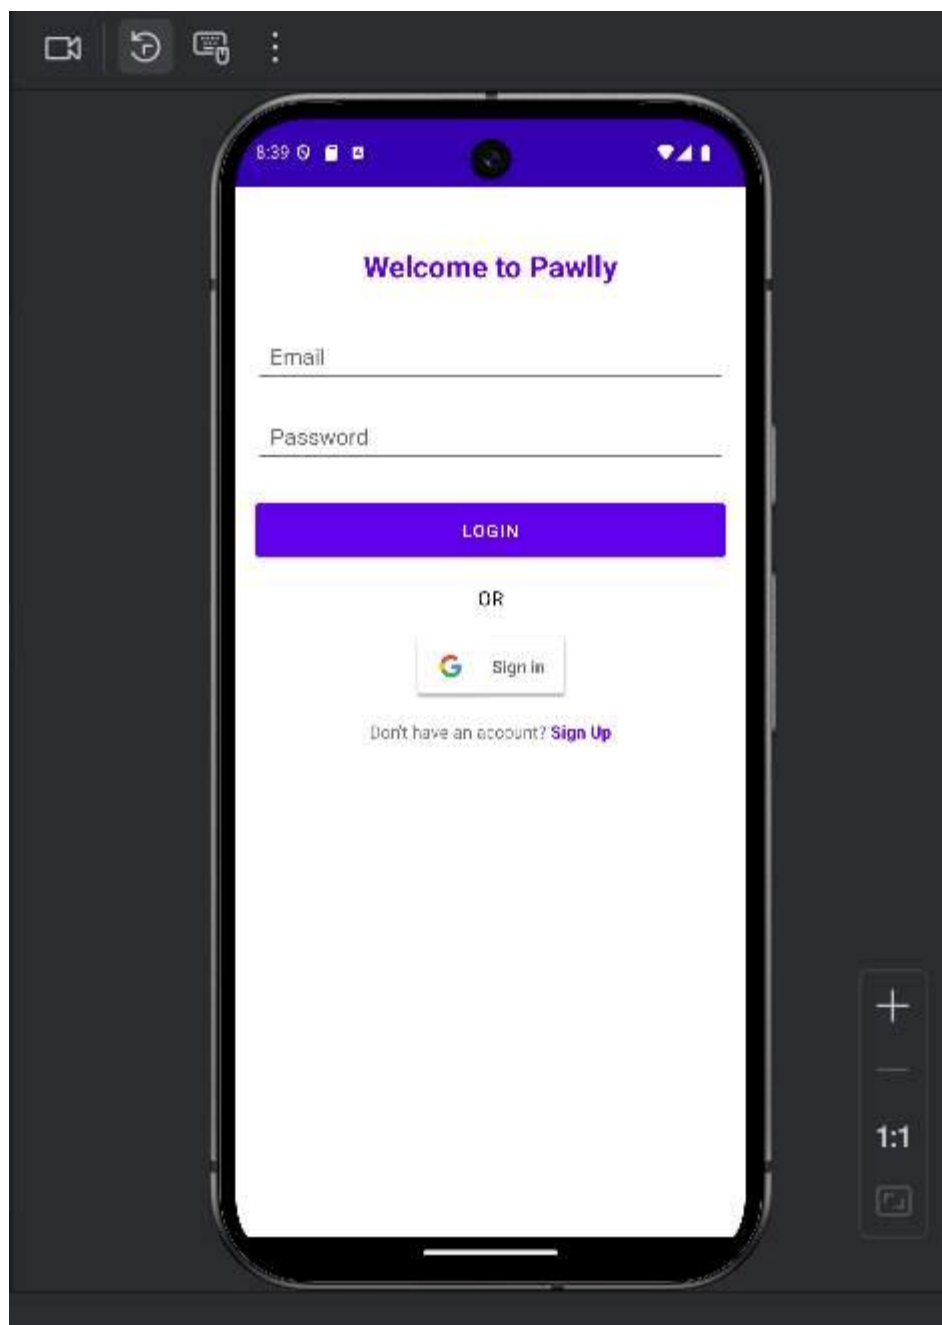 8:39
Welcome to Pawlly
Email
Password
LOGIN
OR
G Sign in
Don't have an account? Sign Up
1:1